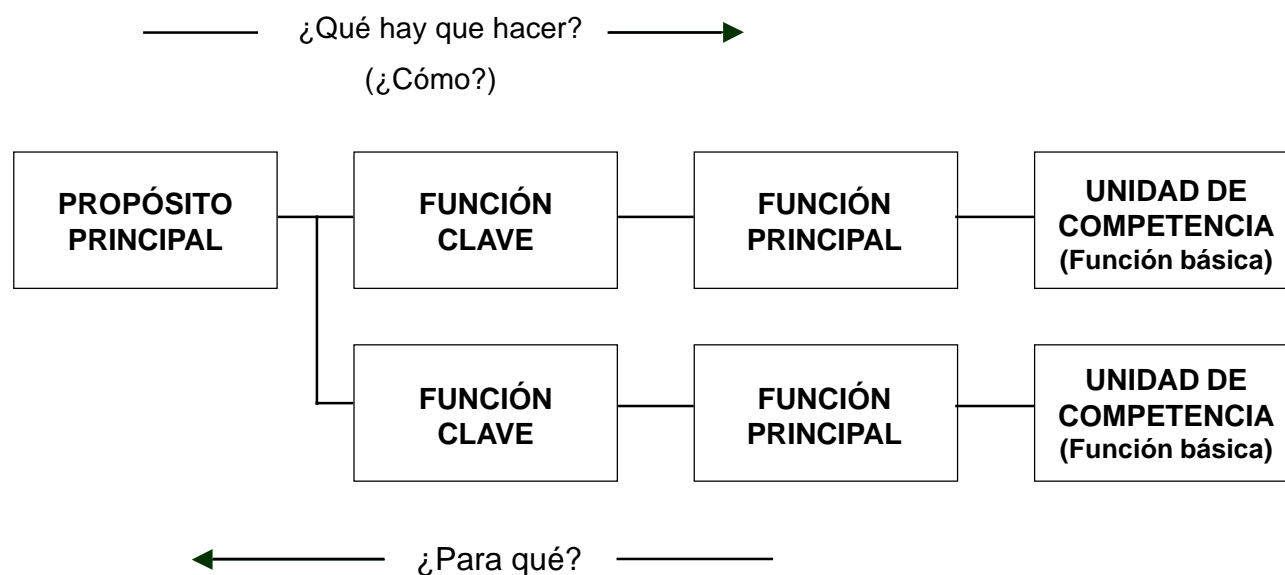 ¿Qué hay que hacer?
(¿Cómo?)
PROPÓSITO
PRINCIPAL
FUNCIÓN
CLAVE
FUNCIÓN
PRINCIPAL
UNIDAD DE
COMPETENCIA
(Función básica)
FUNCIÓN
CLAVE
FUNCIÓN
PRINCIPAL
UNIDAD DE
COMPETENCIA
(Función básica)
¿Para qué?